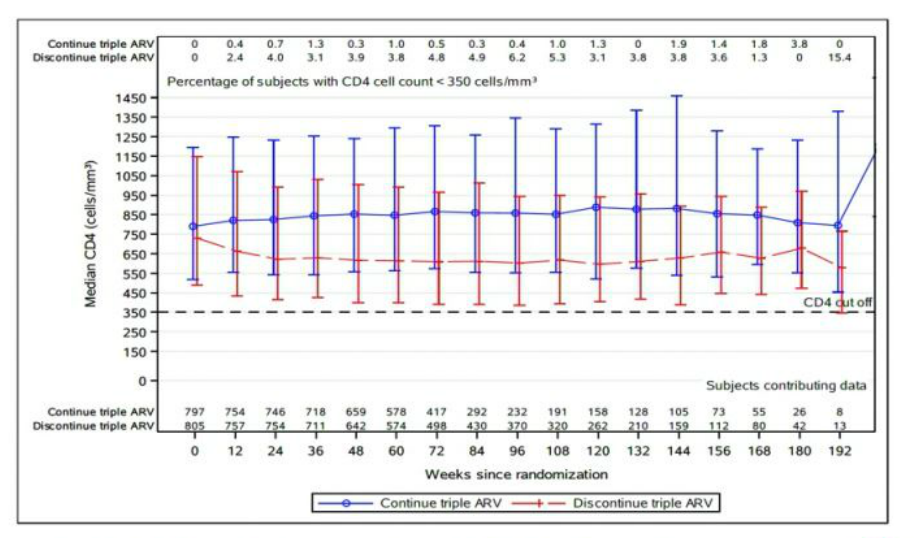 Continue triple ARV 0 0.4 0.7 1.3 0.3 1.0 0.5 0.3 0.4 1.0 1.3 0 1.9 1.4 1.8 3.8 0
Discontinue triple ARV 0 2.4 4.0 3.1 3.9 3.8 4.8 4.9 6.2 5.3 3.1 3.8 3.8 3.6 1.3 0 15.4
Percentage of subjects with CD4 cell count < 350 cells/mm³
1450
1350
1250
1150
1050
950
850
750
650
550
450
350
250
150
0
Median CD4 (cells/mm³)
CD4 cut off
Subjects contributing data
Continue triple ARV 797 754 746 718 659 578 417 292 232 191 158 128 105 73 55 26 8
Discontinue triple ARV 805 757 754 711 642 574 498 430 370 320 262 210 159 112 80 42 13
0 12 24 36 48 60 72 84 96 108 120 132 144 156 168 180 192
Weeks since randomization
Continue triple ARV Discontinue triple ARV